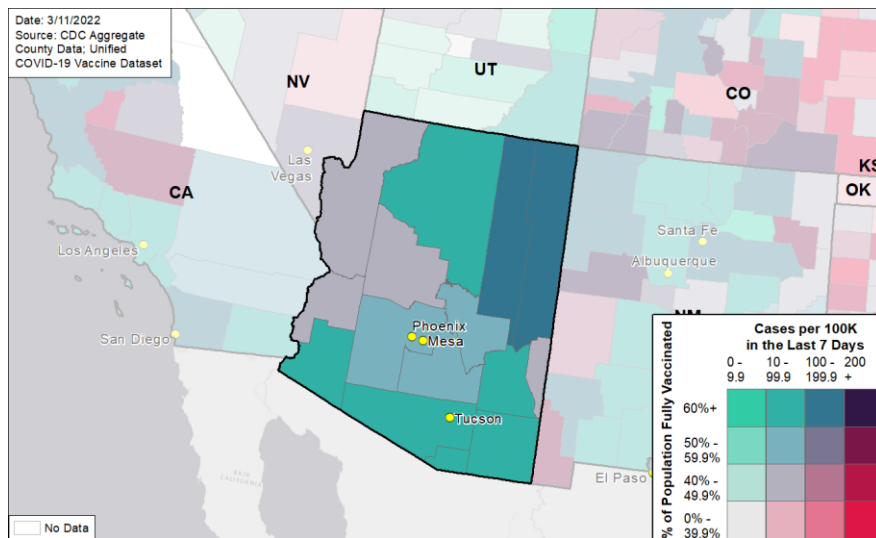 Date: 3/11/2022
Source: CDC Aggregate
County Data; Unified
COVID-19 Vaccine Dataset
NV
UT
CO
KS
OK
CA
NM
Las
Vegas
Los Angeles
San Diego
Santa Fe
Albuquerque
Phoenix
Mesa
Tucson
El Paso
BAJA
CALIFORNIA
No Data
Cases per 100K
in the Last 7 Days
0 -
9.9
10 -
99.9
100 -
199.9
200
+
% of Population Fully Vaccinated
60%+
50% -
59.9%
40% -
49.9%
0% -
39.9%